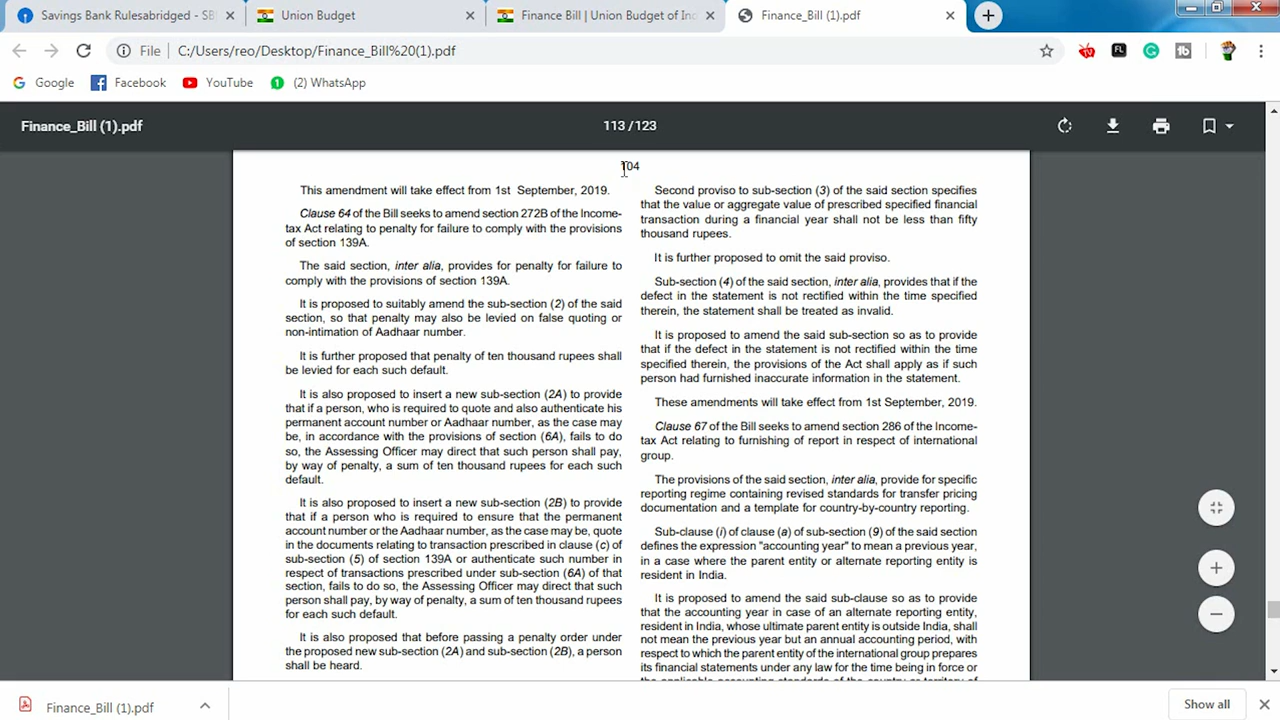 Savings Bank Rulesabridged - SBI
Union Budget
Finance Bill | Union Budget of Ind
Finance_Bill (1).pdf
File
C:/Users/reo/Desktop/Finance_Bill%20(1).pdf
Google
Facebook
YouTube
(2) WhatsApp
Finance_Bill (1).pdf
113 / 123
104
This amendment will take effect from 1st September, 2019.
Clause 64 of the Bill seeks to amend section 272B of the Income-
tax Act relating to penalty for failure to comply with the provisions
of section 139A.
The said section, inter alia, provides for penalty for failure to
comply with the provisions of section 139A.
It is proposed to suitably amend the sub-section (2) of the said
section, so that penalty may also be levied on false quoting or
non-intimation of Aadhaar number.
It is further proposed that penalty of ten thousand rupees shall
be levied for each such default.
It is also proposed to insert a new sub-section (2A) to provide
that if a person, who is required to quote and also authenticate his
permanent account number or Aadhaar number, as the case may
be, in accordance with the provisions of section (6A), fails to do
so, the Assessing Officer may direct that such person shall pay,
by way of penalty, a sum of ten thousand rupees for each such
default.
It is also proposed to insert a new sub-section (2B) to provide
that if a person who is required to ensure that the permanent
account number or the Aadhaar number, as the case may be, quote
in the documents relating to transaction prescribed in clause (c) of
sub-section (5) of section 139A or authenticate such number in
respect of transactions prescribed under sub-section (6A) of that
section, fails to do so, the Assessing Officer may direct that such
person shall pay, by way of penalty, a sum of ten thousand rupees
for each such default.
It is also proposed that before passing a penalty order under
the proposed new sub-section (2A) and sub-section (2B), a person
shall be heard.
Second proviso to sub-section (3) of the said section specifies
that the value or aggregate value of prescribed specified financial
transaction during a financial year shall not be less than fifty
thousand rupees.
It is further proposed to omit the said proviso.
Sub-section (4) of the said section, inter alia, provides that if the
defect in the statement is not rectified within the time specified
therein, the statement shall be treated as invalid.
It is proposed to amend the said sub-section so as to provide
that if the defect in the statement is not rectified within the time
specified therein, the provisions of the Act shall apply as if such
person had furnished inaccurate information in the statement.
These amendments will take effect from 1st September, 2019.
Clause 67 of the Bill seeks to amend section 286 of the Income-
tax Act relating to furnishing of report in respect of international
group.
The provisions of the said section, inter alia, provide for specific
reporting regime containing revised standards for transfer pricing
documentation and a template for country-by-country reporting.
Sub-clause (i) of clause (a) of sub-section (9) of the said section
defines the expression "accounting year" to mean a previous year,
in a case where the parent entity or alternate reporting entity is
resident in India.
It is proposed to amend the said sub-clause so as to provide
that the accounting year in case of an alternate reporting entity,
resident in India, whose ultimate parent entity is outside India, shall
not mean the previous year but an annual accounting period, with
respect to which the parent entity of the international group prepares
its financial statements under any law for the time being in force or
the applicable accounting standards of the country or territory of
Finance_Bill (1).pdf
Show all